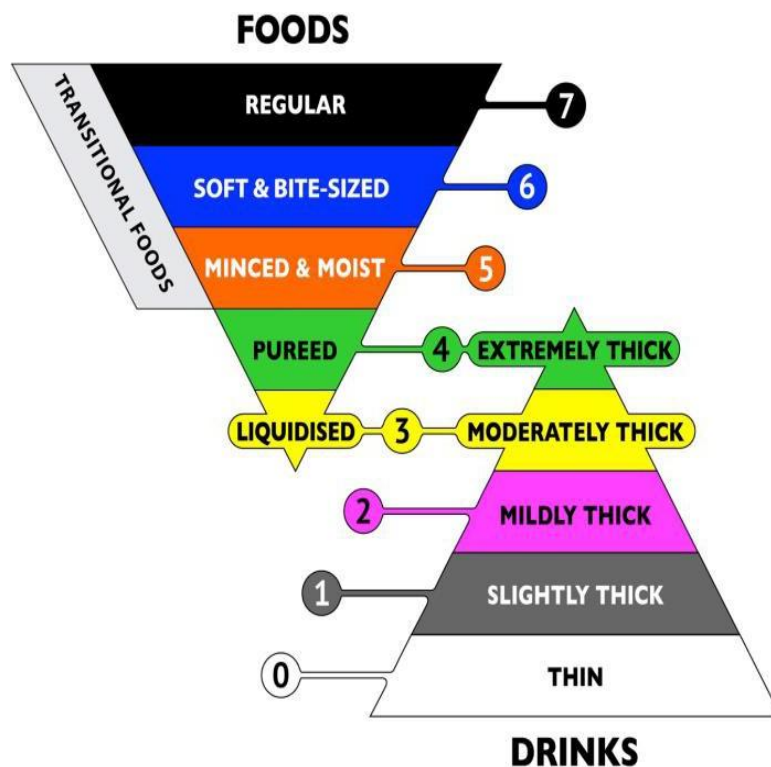 FOODS
TRANSITIONAL FOODS
REGULAR 7
SOFT & BITE-SIZED 6
MINCED & MOIST 5
PUREED 4 EXTREMELY THICK
LIQUIDISED 3 MODERATELY THICK
2 MILDLY THICK
1 SLIGHTLY THICK
0 THIN
DRINKS